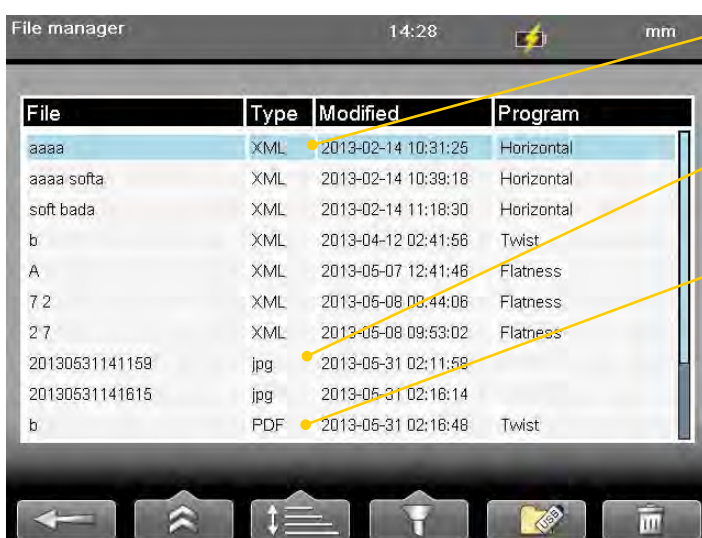 File manager 14:28 mm
File Type Modified Program
aaaa XML 2013-02-14 10:31:25 Horizontal
aaaa softa XML 2013-02-14 10:39:18 Horizontal
soft bada XML 2013-02-14 11:18:30 Horizontal
b XML 2013-04-12 02:41:56 Twist
A XML 2013-05-07 12:41:46 Flatness
7 2 XML 2013-05-08 09:44:06 Flatness
2 7 XML 2013-05-08 09:53:02 Flatness
20130531141159 jpg 2013-05-31 02:11:58
20130531141615 jpg 2013-05-31 02:16:14
b PDF 2013-05-31 02:16:48 Twist
USB